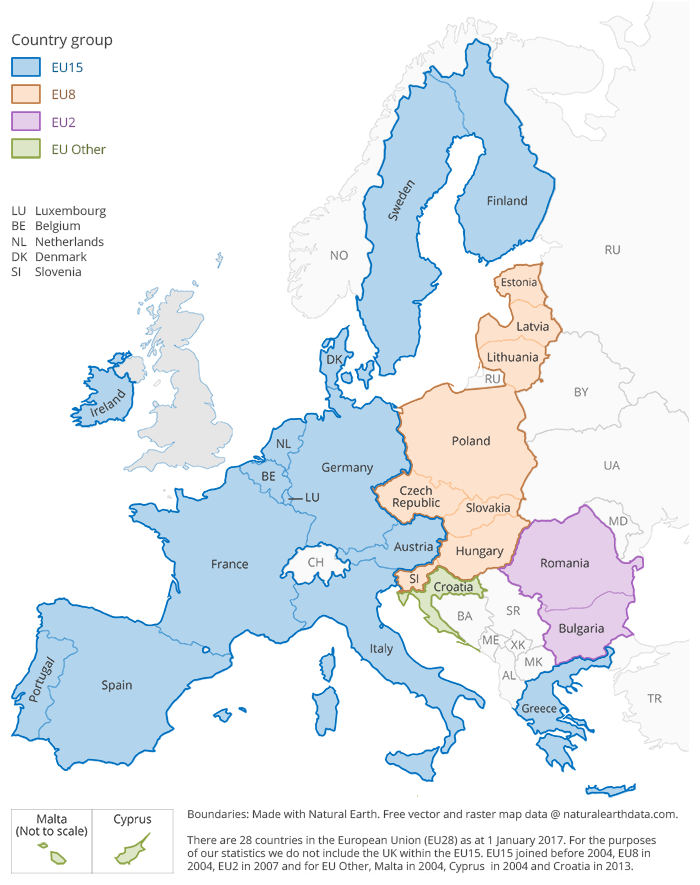 Country group
EU15
EU8
EU2
EU Other
LU Luxembourg
BE Belgium
NL Netherlands
DK Denmark
SI Slovenia
Sweden
Finland
NO
RU
Estonia
Latvia
Lithuania
RU
DK
BY
Ireland
NL
Poland
BE
Germany
UA
LU
Czech
Republic
Slovakia
MD
Austria
Hungary
France
CH
Romania
SI
Croatia
BA
SR
Bulgaria
Italy
ME
XK
MK
AL
Portugal
Spain
Greece
TR
Malta
(Not to scale)
Cyprus
Boundaries: Made with Natural Earth. Free vector and raster map data @ naturalearthdata.com.
There are 28 countries in the European Union (EU28) as at 1 January 2017. For the purposes
of our statistics we do not include the UK within the EU15. EU15 joined before 2004, EU8 in
2004, EU2 in 2007 and for EU Other, Malta in 2004, Cyprus in 2004 and Croatia in 2013.